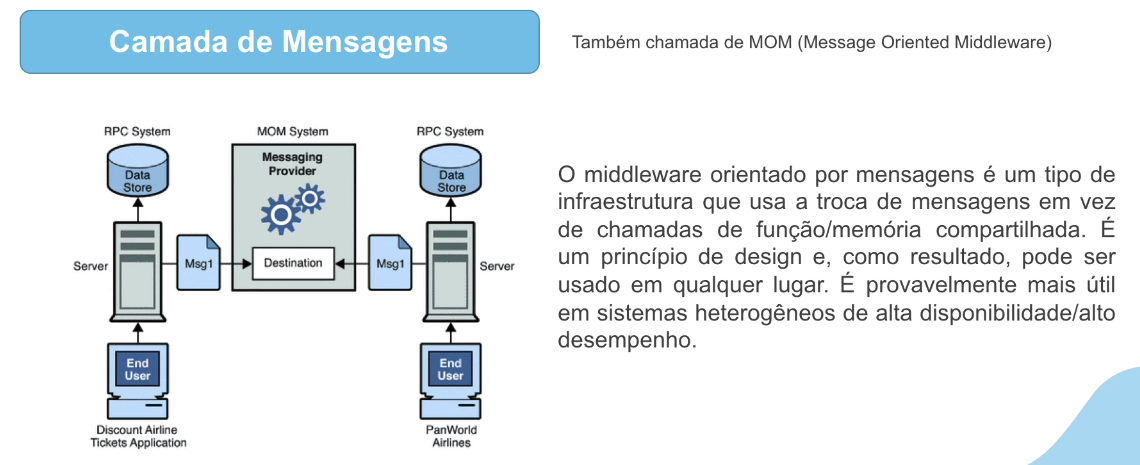 Camada de Mensagens
Também chamada de MOM (Message Oriented Middleware)
RPC System
MOM System
RPC System
Data
Store
Messaging
Provider
Data
Store
Server
Msg1
Destination
Msg1
Server
End
User
End
User
Discount Airline
Tickets Application
PanWorld
Airlines
O middleware orientado por mensagens é um tipo de
infraestrutura que usa a troca de mensagens em vez
de chamadas de função/memória compartilhada. É
um princípio de design e, como resultado, pode ser
usado em qualquer lugar. É provavelmente mais útil
em sistemas heterogêneos de alta disponibilidade/alto
desempenho.